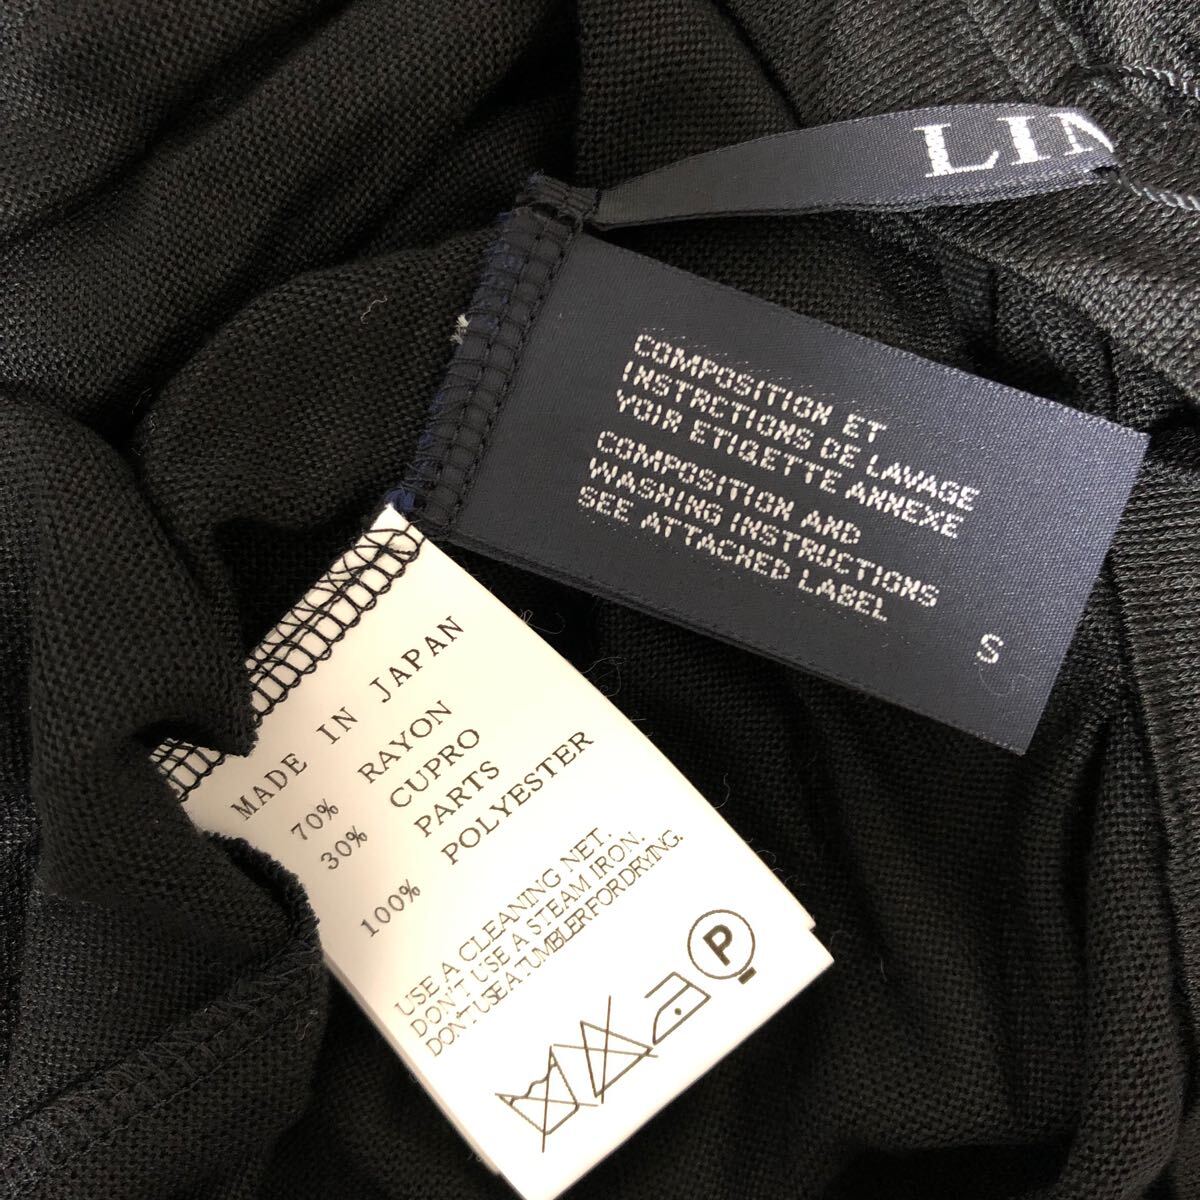 LIN
COMPOSITION ET
INSTRCTIONS DE LAVAGE
VOIR ETIQETTE ANNEXE
COMPOSITION AND
WASHING INSTRUCTIONS
SEE ATTACHED LABEL
S
MADE IN JAPAN
70% RAYON
30% CUPRO
PARTS
100% POLYESTER
USE A CLEANING NET.
DON'T USE A STEAM IRON.
DON'T USE A TUMBLER FOR DRYING.
P